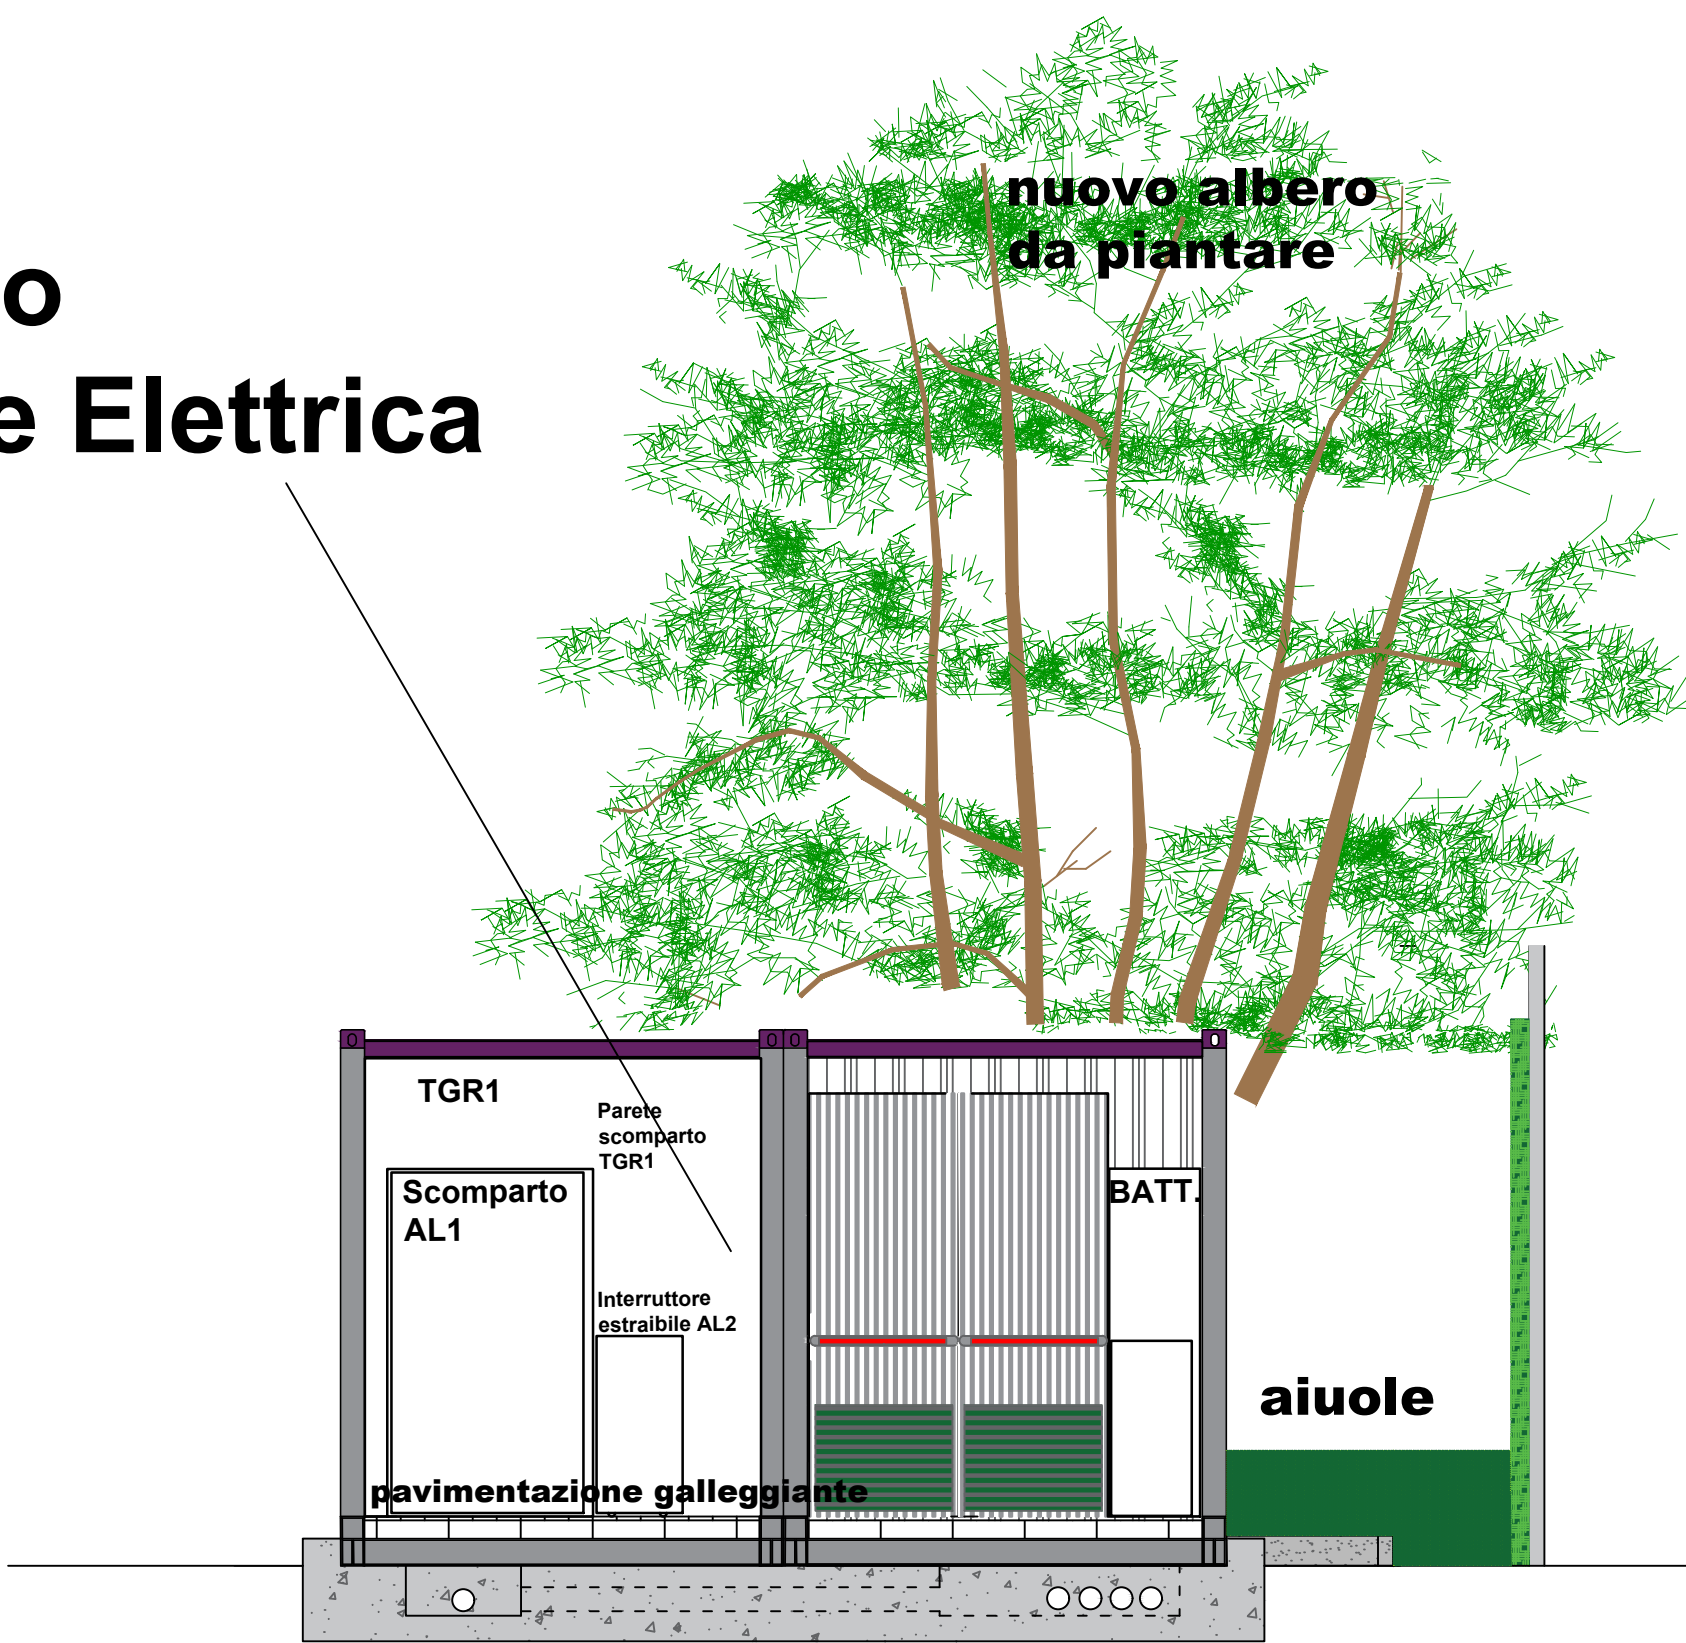 nuovo albero
da piantare
o
e Elettrica
TGR1
Parete
scomparto
TGR1
Scomparto
AL1
BATT.
Interruttore
estraibile AL2
aiuole
pavimentazione galleggiante